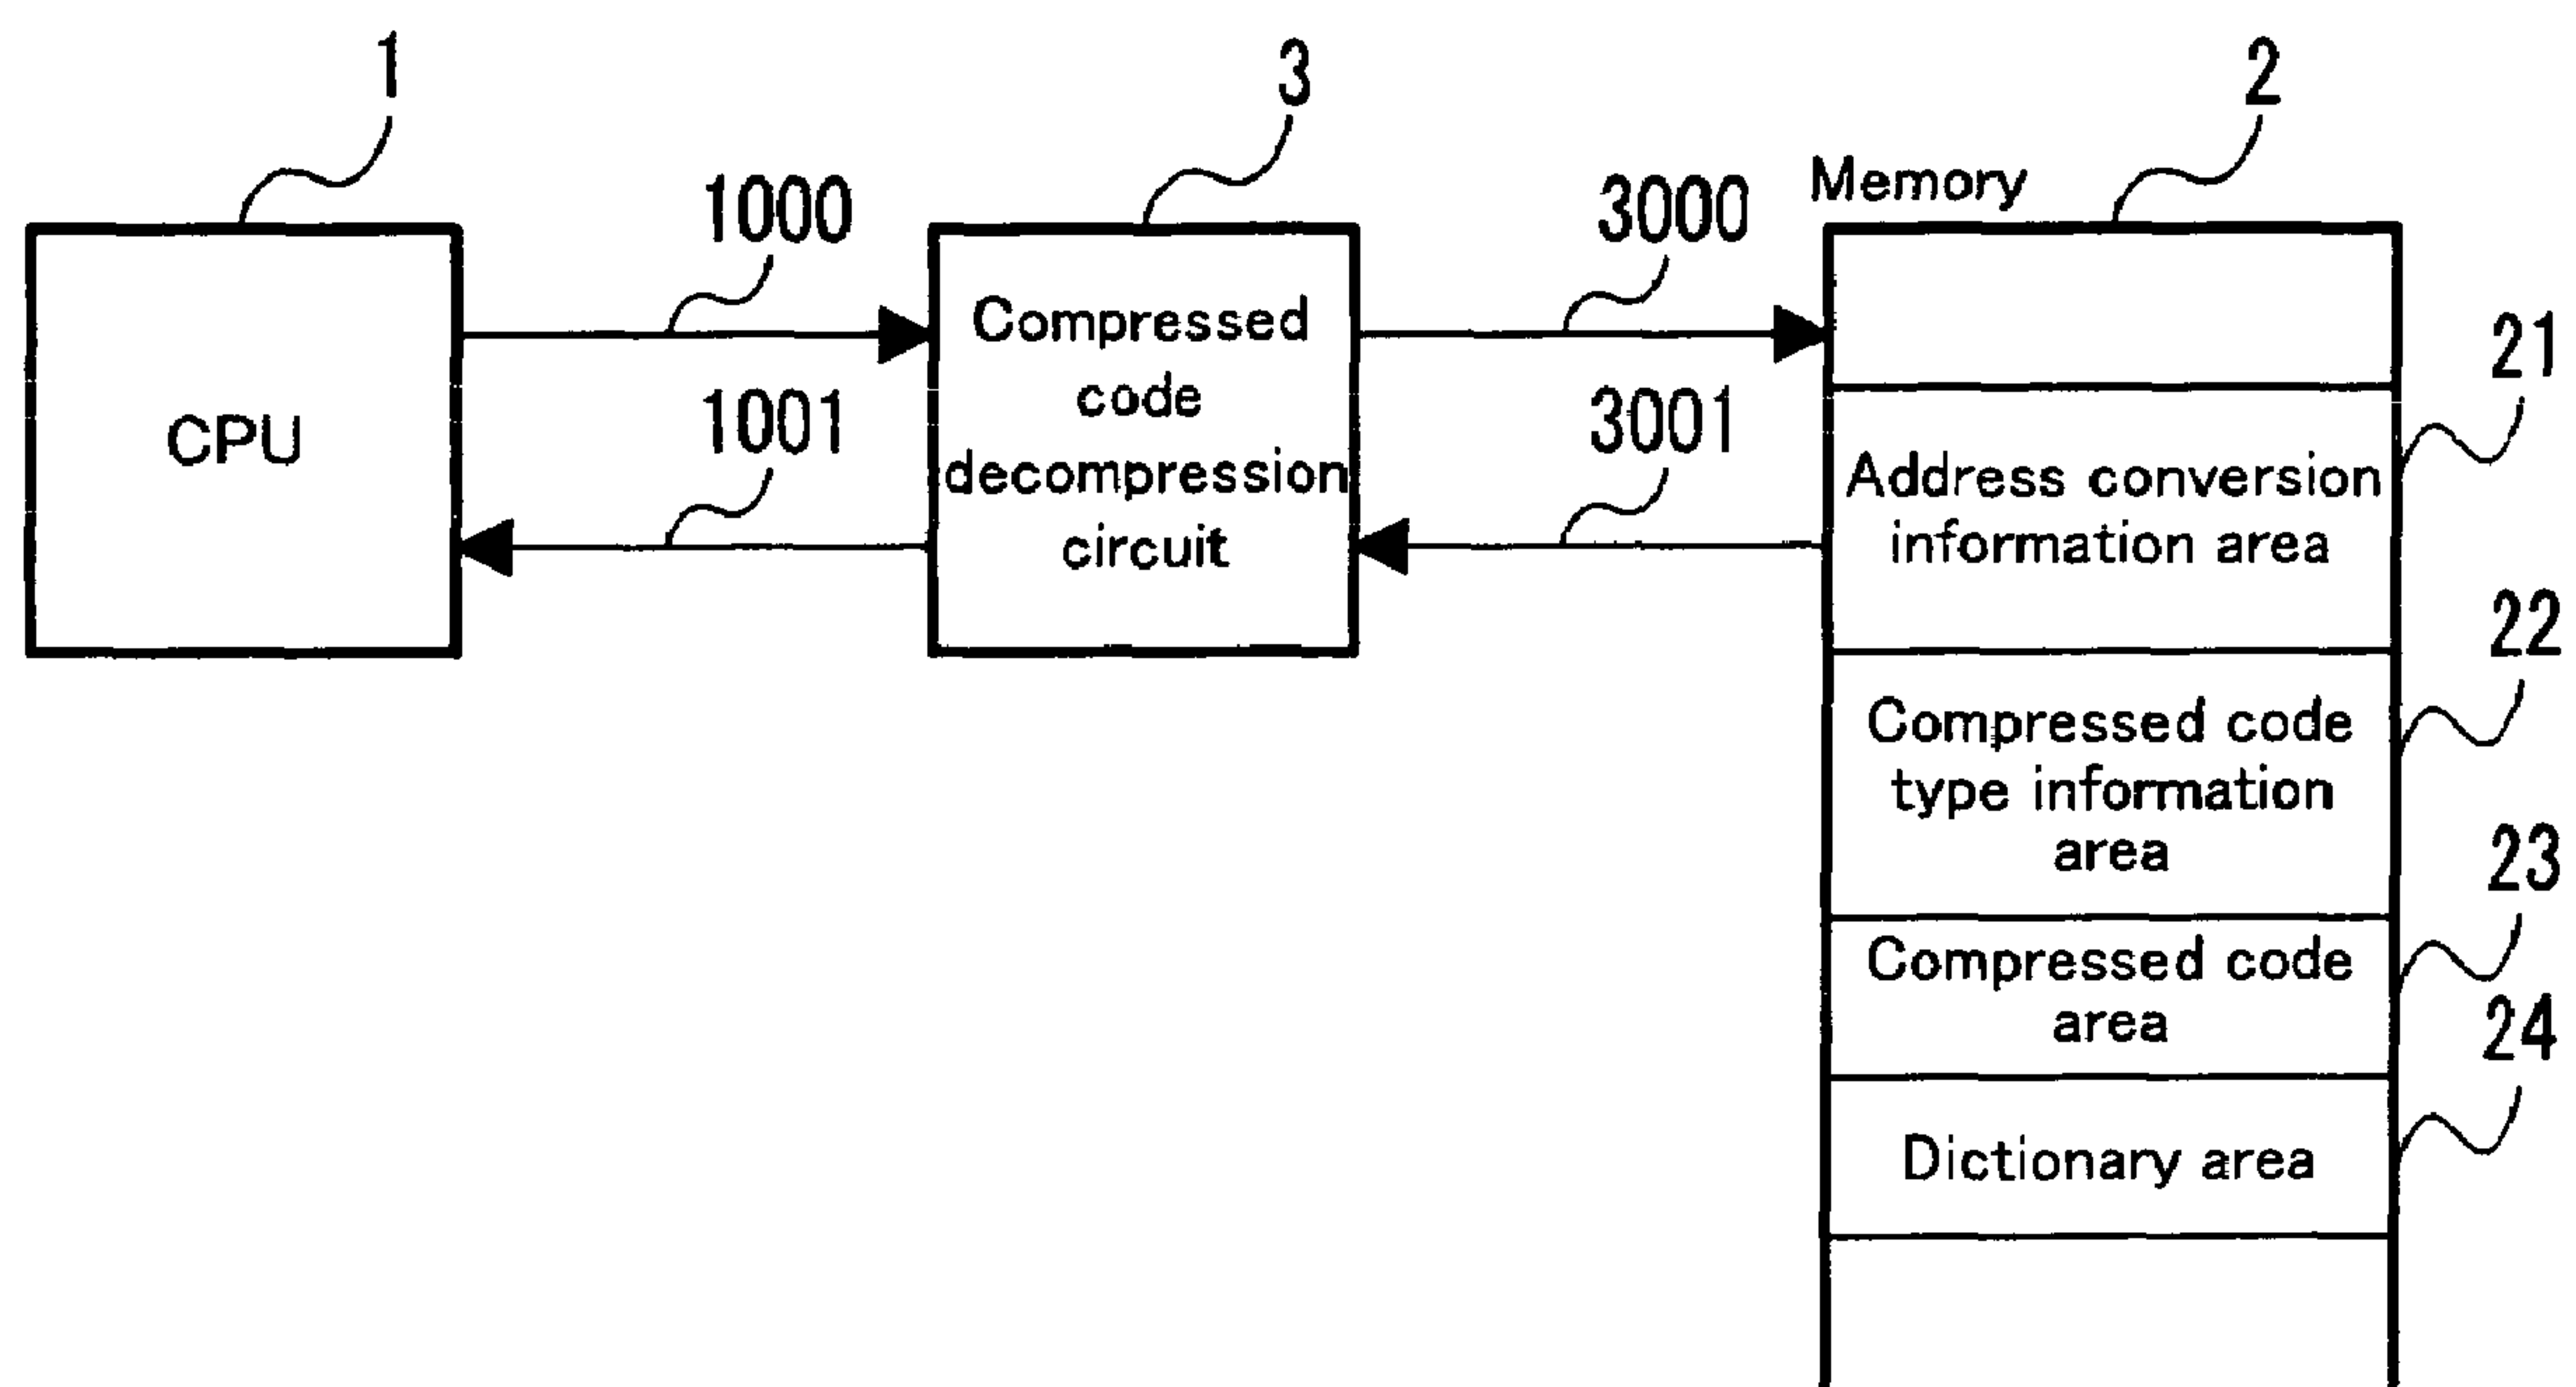 1
3
2
Memory
1000
3000
CPU
Compressed
code
decompression
circuit
1001
3001
21
Address conversion
information area
22
Compressed code
type information
area
23
Compressed code
area
24
Dictionary area